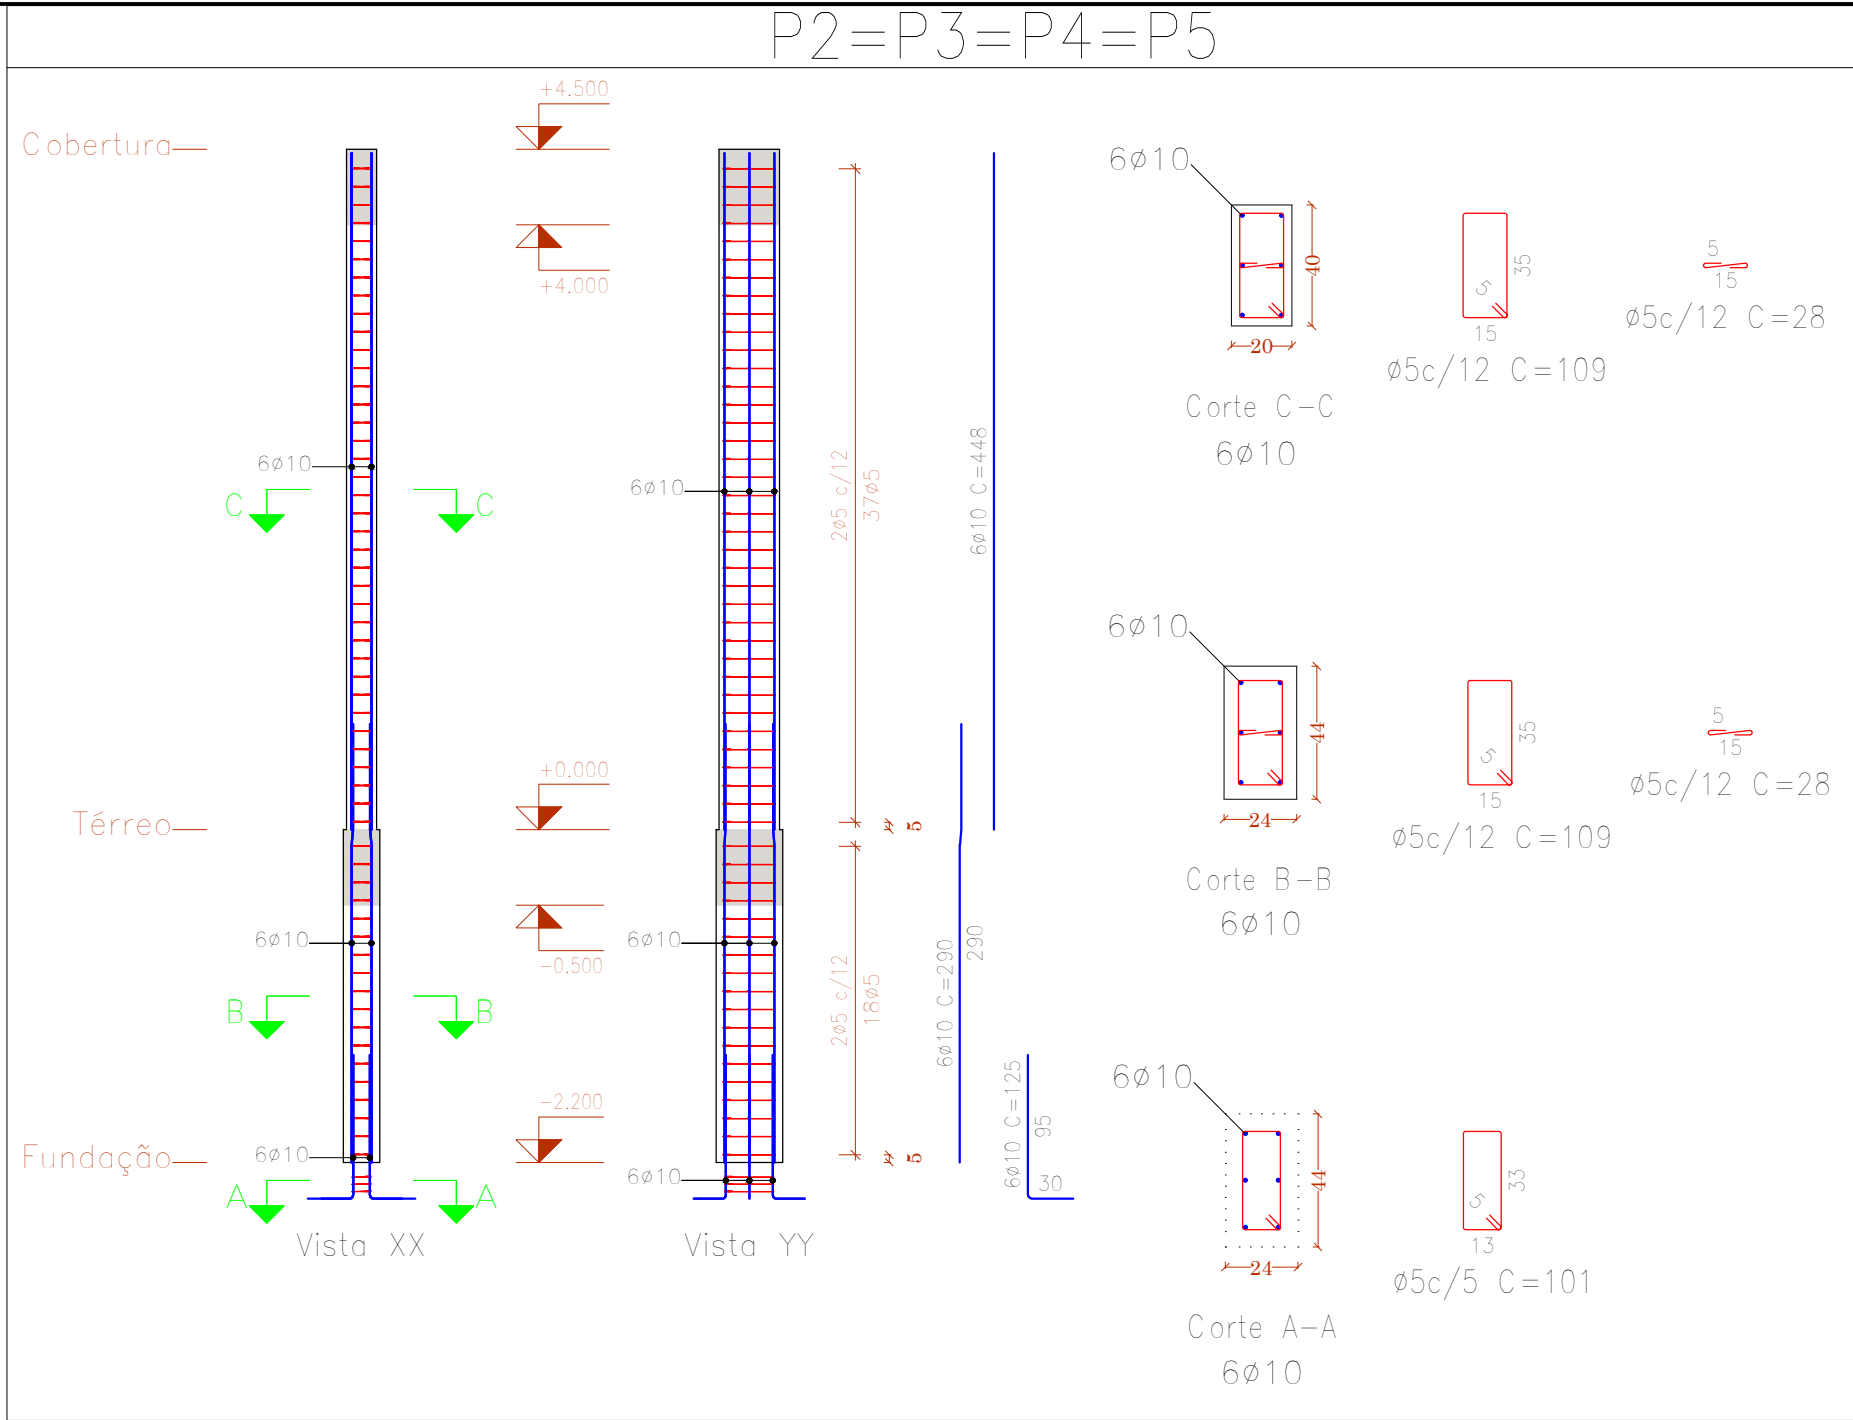 P2=P3=P4=P5
Cobertura
+4.500
+4.000
6ø10
6ø10
C
C
2ø5 c/12
37ø5
6ø10 C=448
Térreo
+0.000
5
6ø10
6ø10
-0.500
2ø5 c/12
18ø5
6ø10 C=290
290
B
B
-2.200
Fundação
6ø10
6ø10
5
6ø10 C=125
95
30
A
A
Vista XX
Vista YY
6ø10
40
20
5
35
15
ø5c/12 C=109
5
15
ø5c/12 C=28
Corte C-C
6ø10
6ø10
44
24
5
35
15
ø5c/12 C=109
5
15
ø5c/12 C=28
Corte B-B
6ø10
6ø10
44
24
5
33
13
ø5c/5 C=101
Corte A-A
6ø10